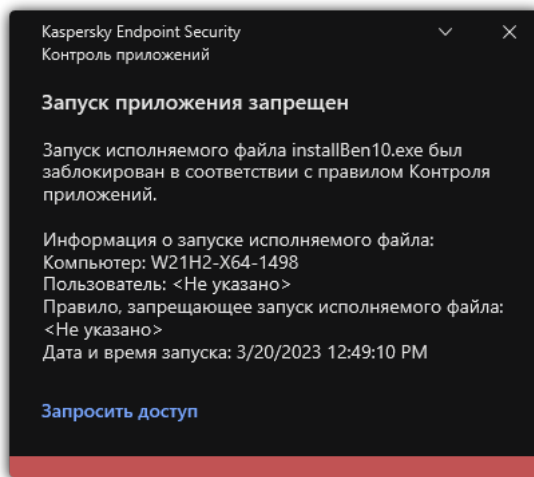 Kaspersky Endpoint Security
Контроль приложений
Запуск приложения запрещен
Запуск исполняемого файла installBen10.exe был
заблокирован в соответствии с правилом Контроля
приложений.
Информация о запуске исполняемого файла:
Компьютер: W21H2-X64-1498
Пользователь: <Не указано>
Правило, запрещающее запуск исполняемого файла:
<Не указано>
Дата и время запуска: 3/20/2023 12:49:10 PM
Запросить доступ